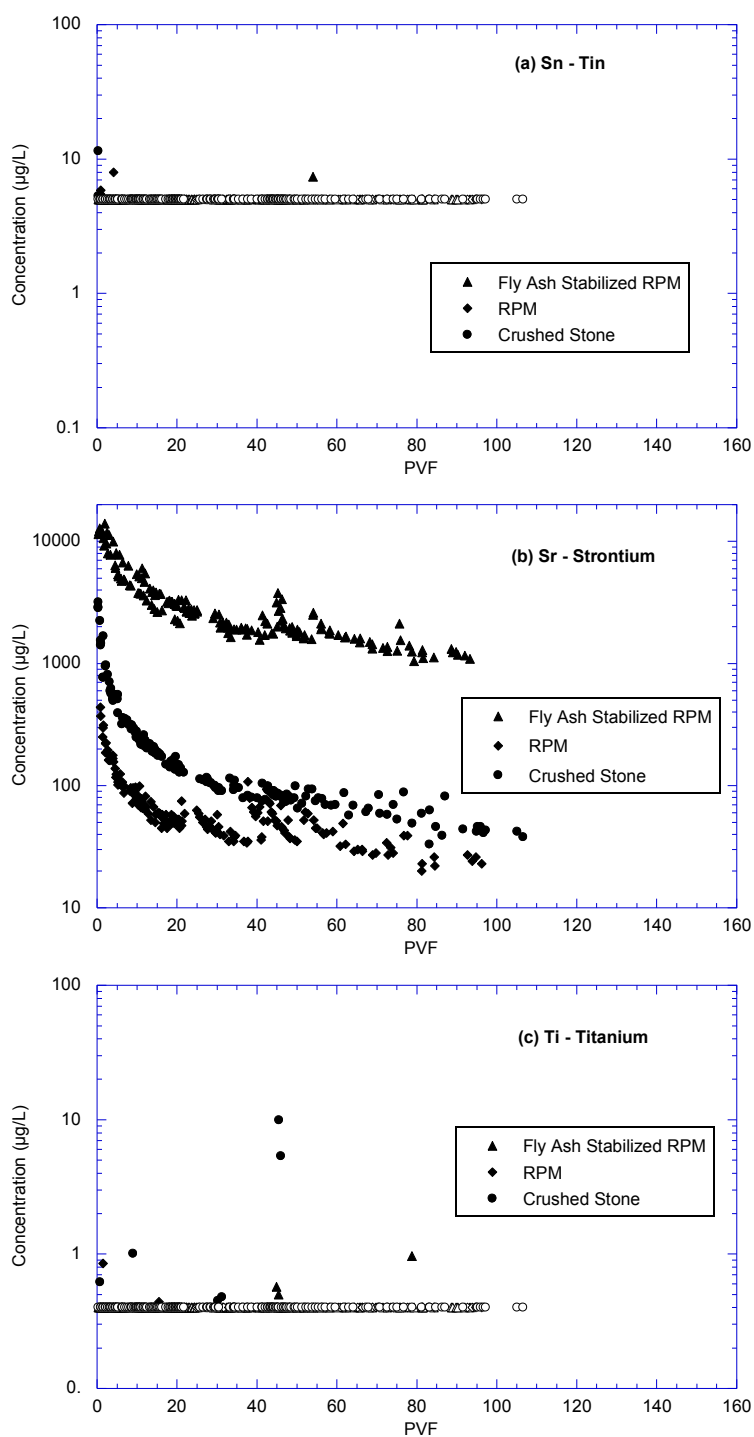 100
10
1
0.1
0 20 40 60 80 100 120 140 160
Concentration (µg/L)
PVF
(a) Sn - Tin
Fly Ash Stabilized RPM
RPM
Crushed Stone
10000
1000
100
10
0 20 40 60 80 100 120 140 160
Concentration (µg/L)
PVF
(b) Sr - Strontium
Fly Ash Stabilized RPM
RPM
Crushed Stone
100
10
1
0.
0 20 40 60 80 100 120 140 160
Concentration (µg/L)
PVF
(c) Ti - Titanium
Fly Ash Stabilized RPM
RPM
Crushed Stone